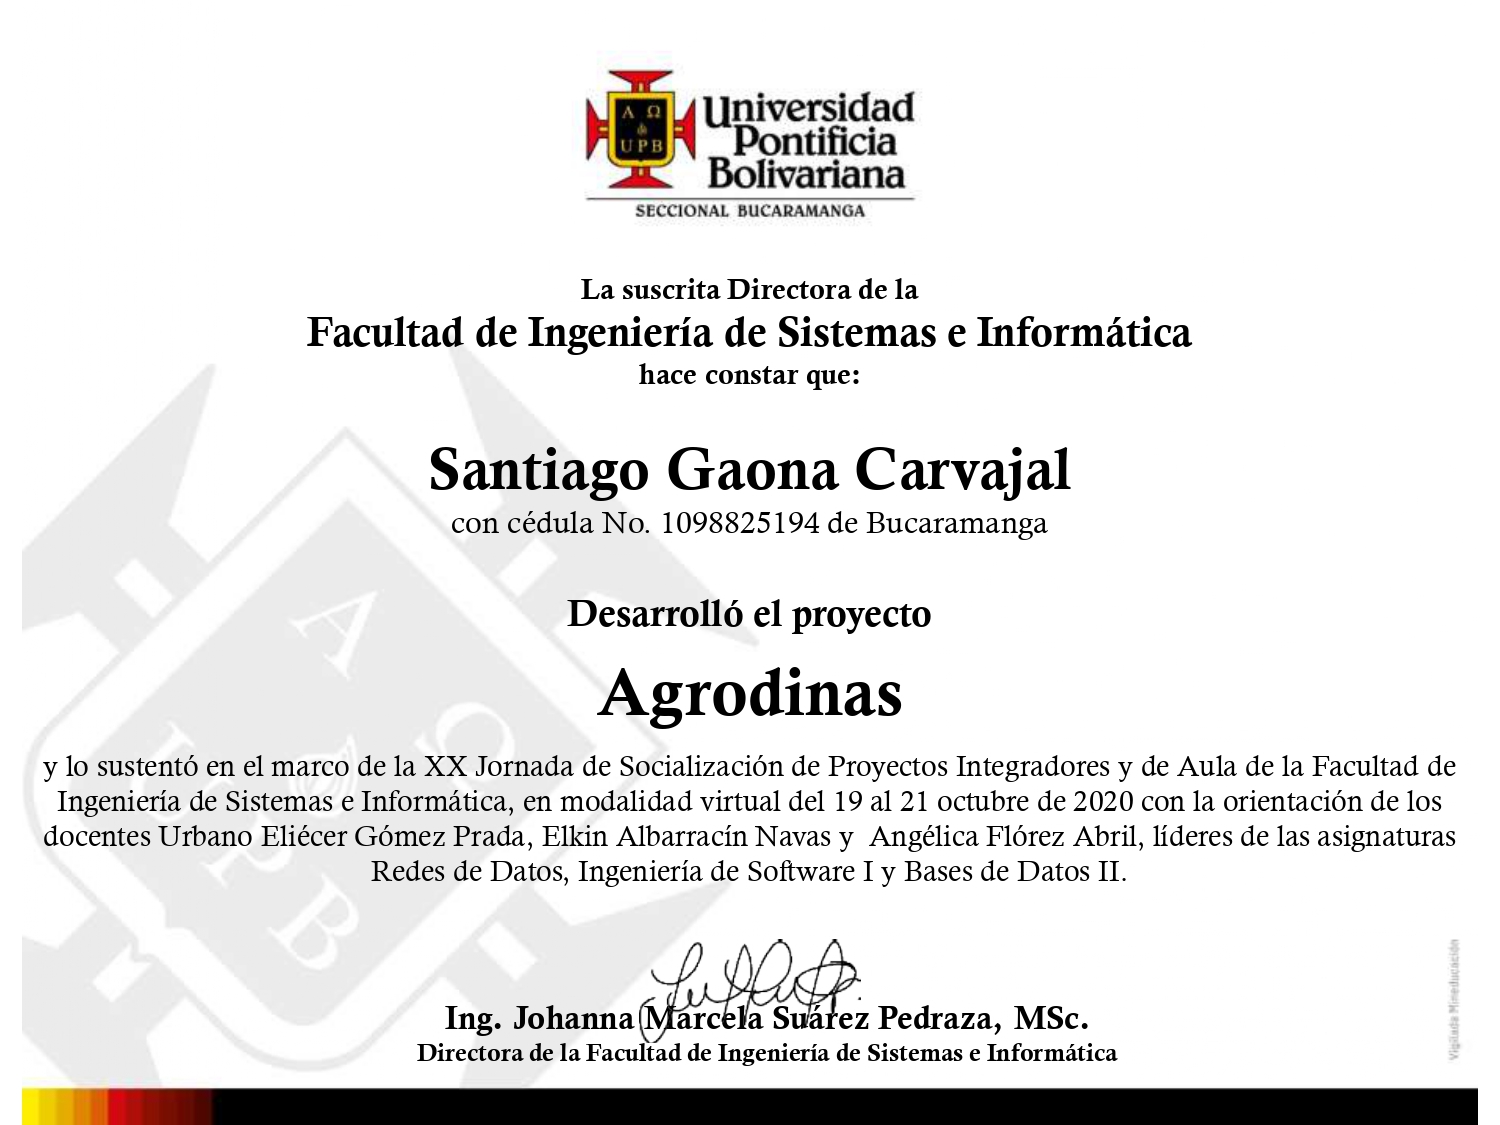 Α Ω
UPB
Universidad
Pontificia
Bolivariana
SECCIONAL BUCARAMANGA
La suscrita Directora de la
Facultad de Ingeniería de Sistemas e Informática
hace constar que:
Santiago Gaona Carvajal
con cédula No. 1098825194 de Bucaramanga
Desarrolló el proyecto
Agrodinas
y lo sustentó en el marco de la XX Jornada de Socialización de Proyectos Integradores y de Aula de la Facultad de
Ingeniería de Sistemas e Informática, en modalidad virtual del 19 al 21 octubre de 2020 con la orientación de los
docentes Urbano Eliécer Gómez Prada, Elkin Albarracín Navas y  Angélica Flórez Abril, líderes de las asignaturas
Redes de Datos, Ingeniería de Software I y Bases de Datos II.
Ing. Johanna Marcela Suárez Pedraza, MSc.
Directora de la Facultad de Ingeniería de Sistemas e Informática
Vigilada Mineducación
Α Ω
UPB